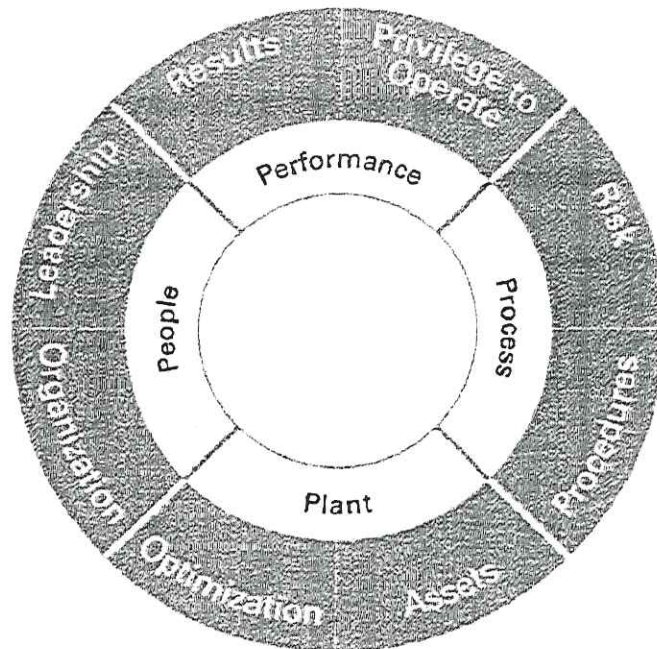 Results
Privilege to
Operate
Risk
Procedures
Assets
Optimization
Organization
Leadership
Performance
Process
Plant
People